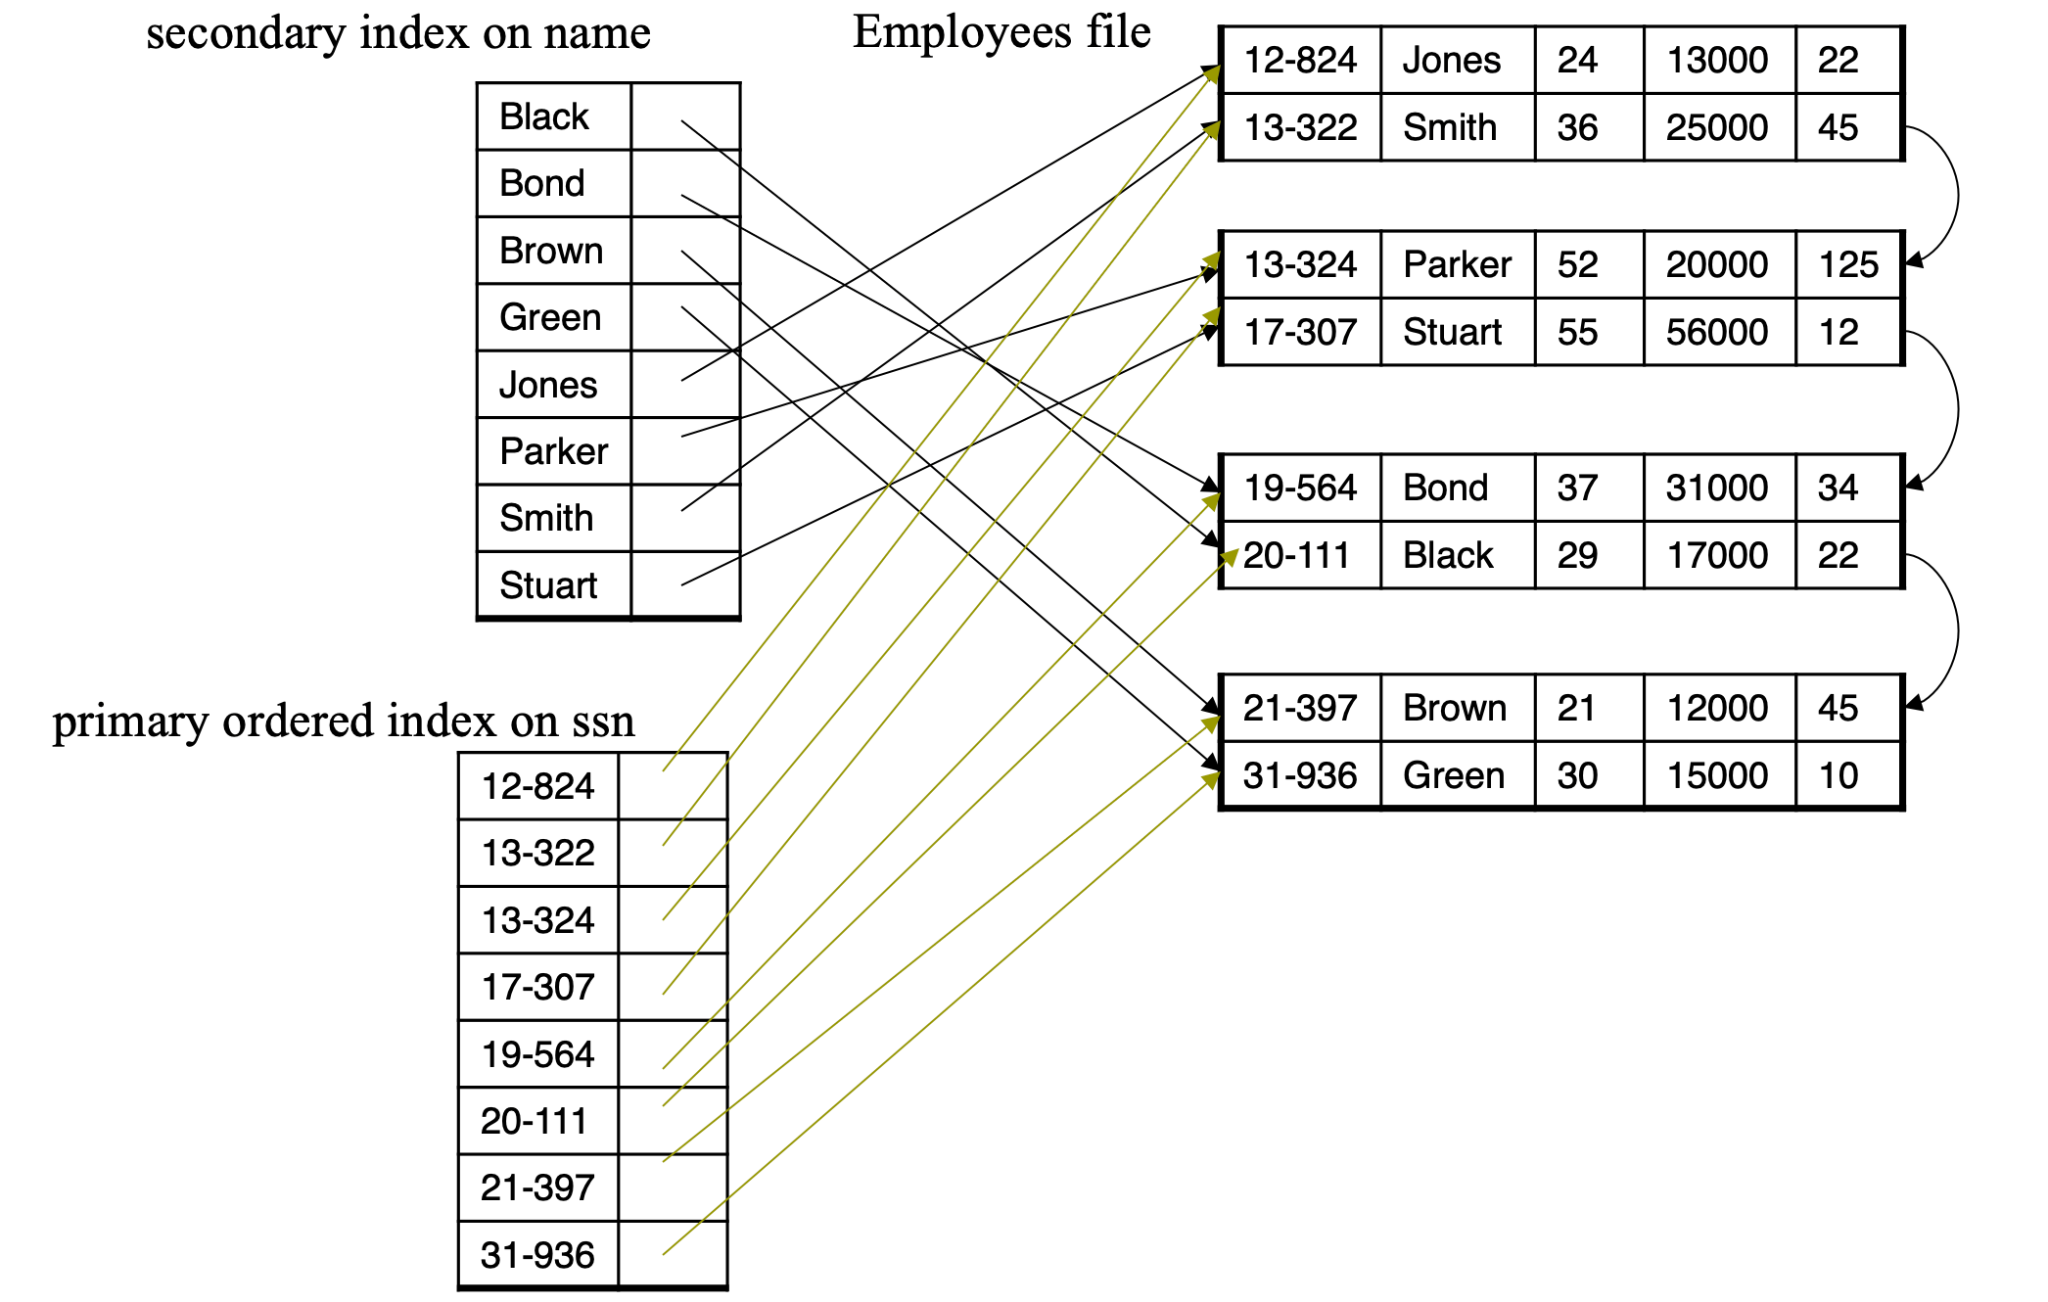 secondary index on name
Black
Bond
Brown
Green
Jones
Parker
Smith
Stuart
primary ordered index on ssn
12-824
13-322
13-324
17-307
19-564
20-111
21-397
31-936
Employees file
12-824 Jones 24 13000 22
13-322 Smith 36 25000 45
13-324 Parker 52 20000 125
17-307 Stuart 55 56000 12
19-564 Bond 37 31000 34
20-111 Black 29 17000 22
21-397 Brown 21 12000 45
31-936 Green 30 15000 10